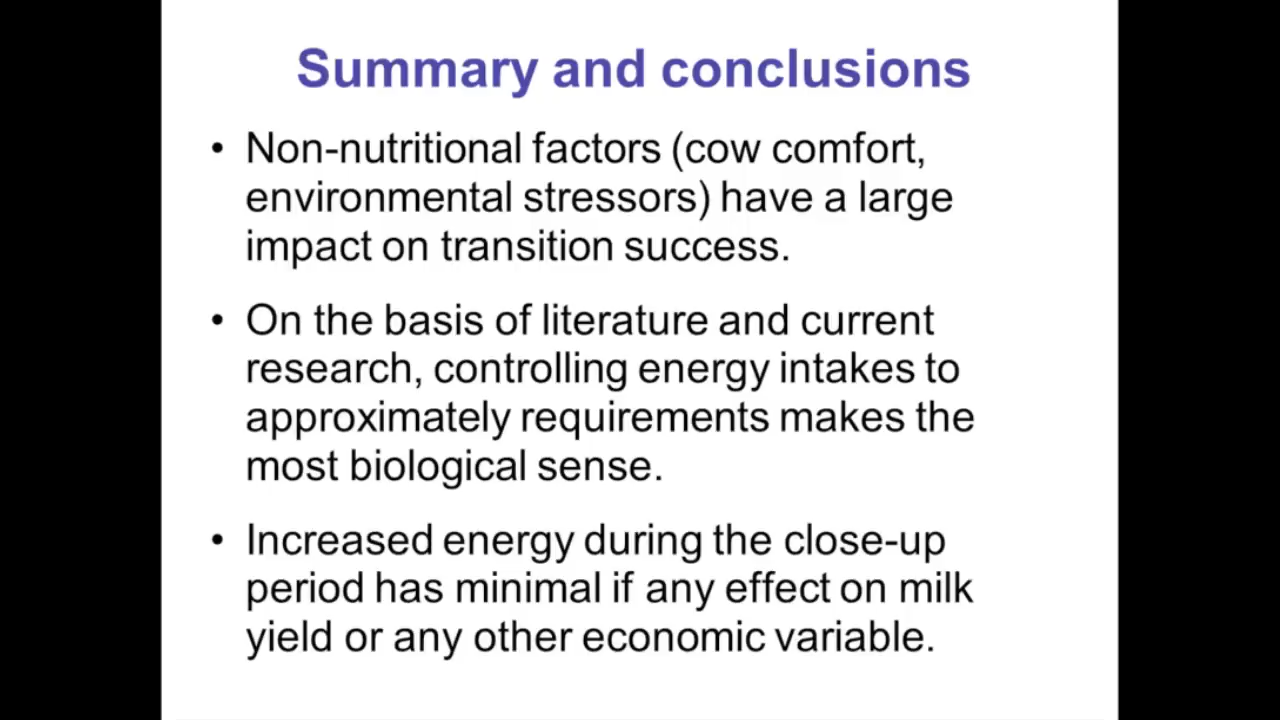 Summary and conclusions
• Non-nutritional factors (cow comfort,
environmental stressors) have a large
impact on transition success.
• On the basis of literature and current
research, controlling energy intakes to
approximately requirements makes the
most biological sense.
• Increased energy during the close-up
period has minimal if any effect on milk
yield or any other economic variable.